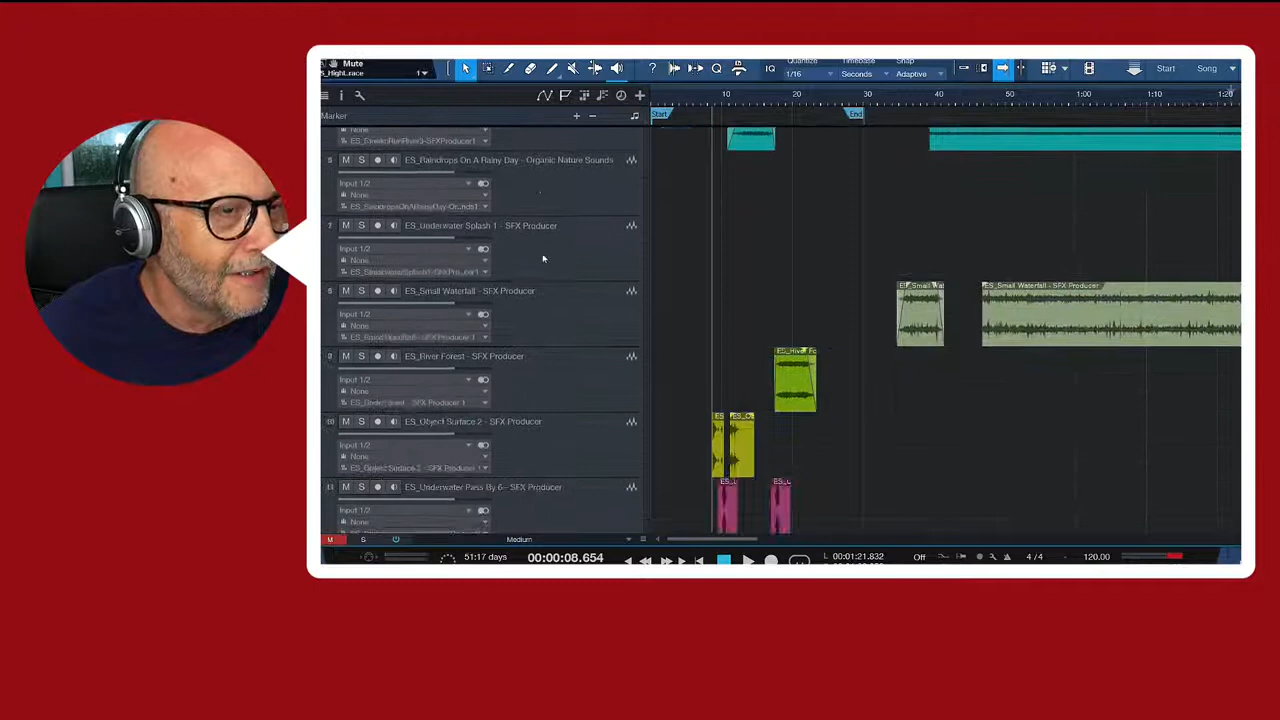 Mute
1/16
Quantize
Timebase
Seconds
Snap
Adaptive
IQ
Start
Song
10
20
30
40
50
1:00
1:10
1:20
Marker
Start
End
None
M S
ES_Raindrops On A Rainy Day - Organic Nature Sounds
Input 1/2
None
7
M S
ES_Underwater Splash 1 - SFX Producer
Input 1/2
None
M S
ES_Small Waterfall - SFX Producer
Input 1/2
None
ES_Small Waterfall - SFX Producer
M S
ES_River Forest - SFX Producer
Input 1/2
None
10
M S
ES_Object Surface 2 - SFX Producer
Input 1/2
None
11
M S
ES_Underwater Pass By 6 - SFX Producer
Input 1/2
None
M
S
Medium
51:17 days
00:00:08.654
L 00:01:21.832
Off
4/4
120.00